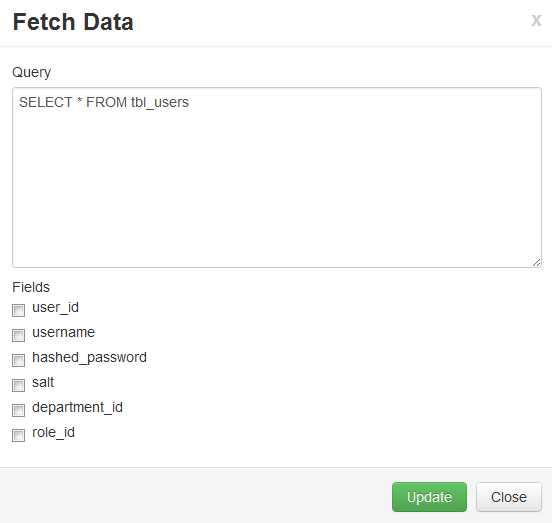 Fetch Data
x
Query
SELECT * FROM tbl_users
Fields
user_id
username
hashed_password
salt
department_id
role_id
Update Close